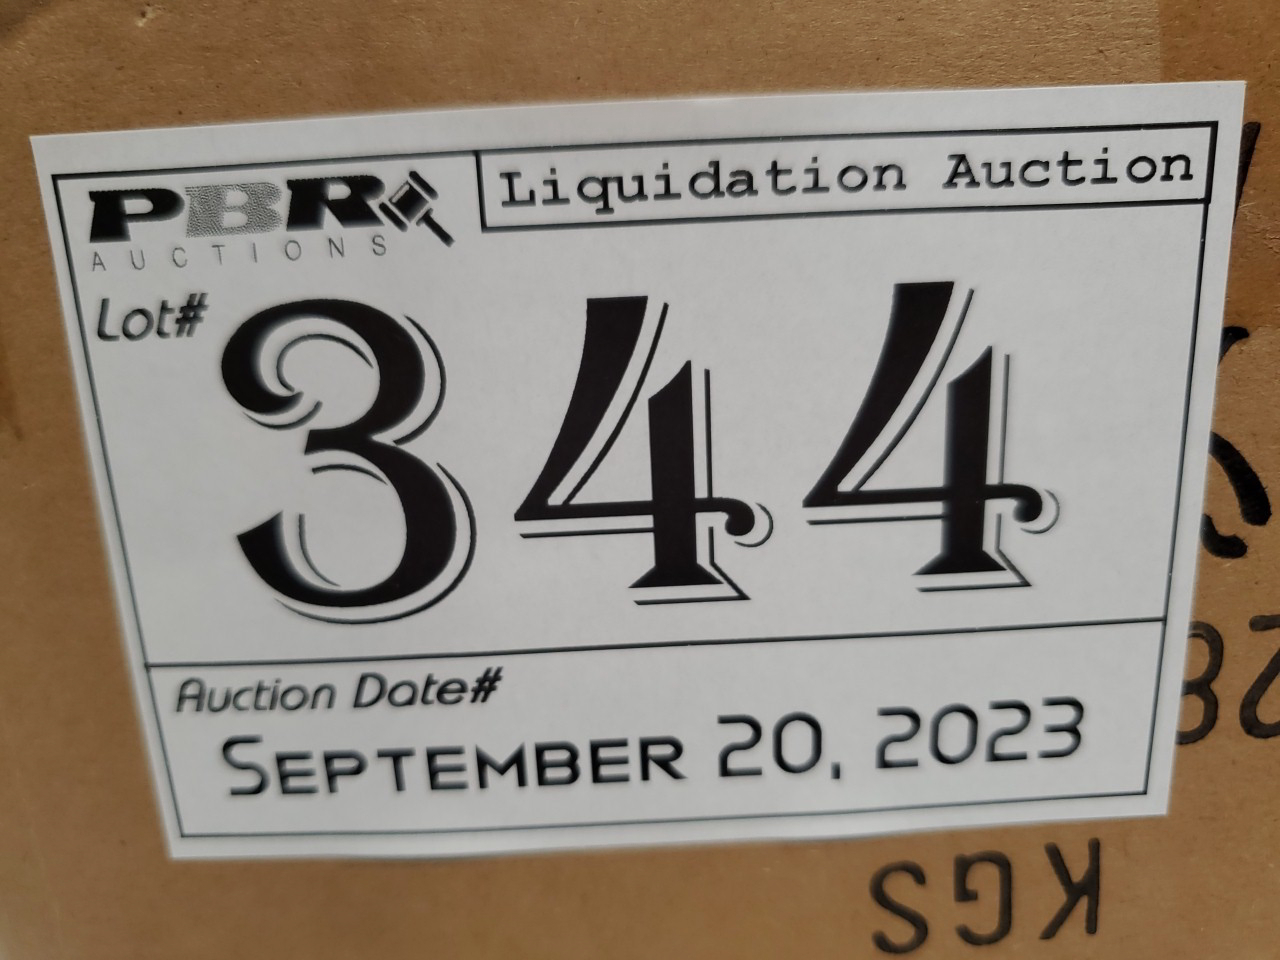 PBR
AUCTIONS
Liquidation Auction
Lot#
344
Auction Date#
SEPTEMBER 20, 2023
KGS